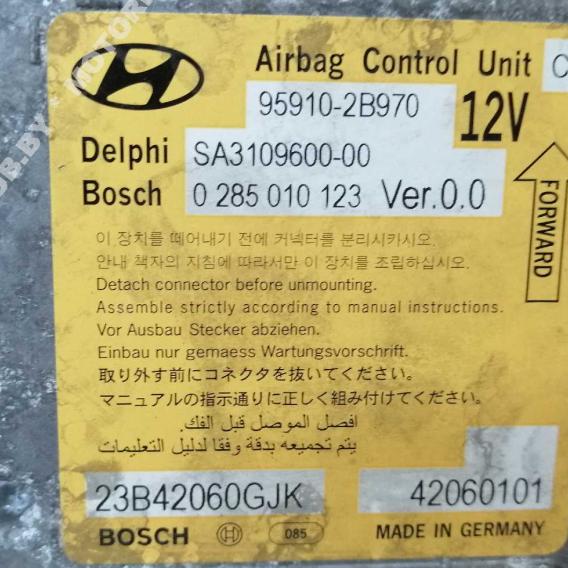 Airbag Control Unit
95910-2B970
12V
Delphi SA3109600-00
Bosch 0 285 010 123 Ver.0.0
FORWARD
이 장치를 떼어내기 전에 커넥터를 분리시키시오.
안내 책자의 지침에 따라서만 이 장치를 조립하십시오.
Detach connector before unmounting.
Assemble strictly according to manual instructions.
Vor Ausbau Stecker abziehen.
Einbau nur gemaess Wartungsvorschrift.
取り外す前にコネクタを抜いてください。
マニュアルの指示通りに正しく組み付けてください。
افصل الموصل قبل الفك.
يتم تجميعه بدقة وفقا لدليل التعليمات
23B42060GJK 42060101
BOSCH 085 MADE IN GERMANY